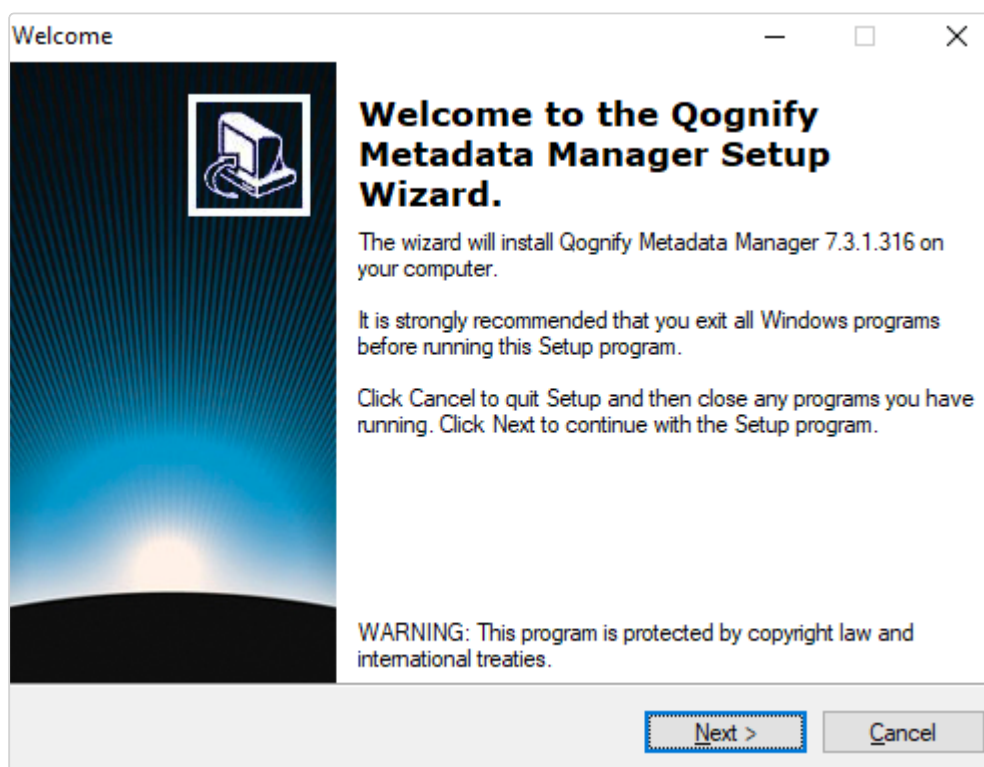 Welcome
Welcome to the Qognify
Metadata Manager Setup
Wizard.
The wizard will install Qognify Metadata Manager 7.3.1.316 on
your computer.
It is strongly recommended that you exit all Windows programs
before running this Setup program.
Click Cancel to quit Setup and then close any programs you have
running. Click Next to continue with the Setup program.
WARNING: This program is protected by copyright law and
international treaties.
Next >
Cancel